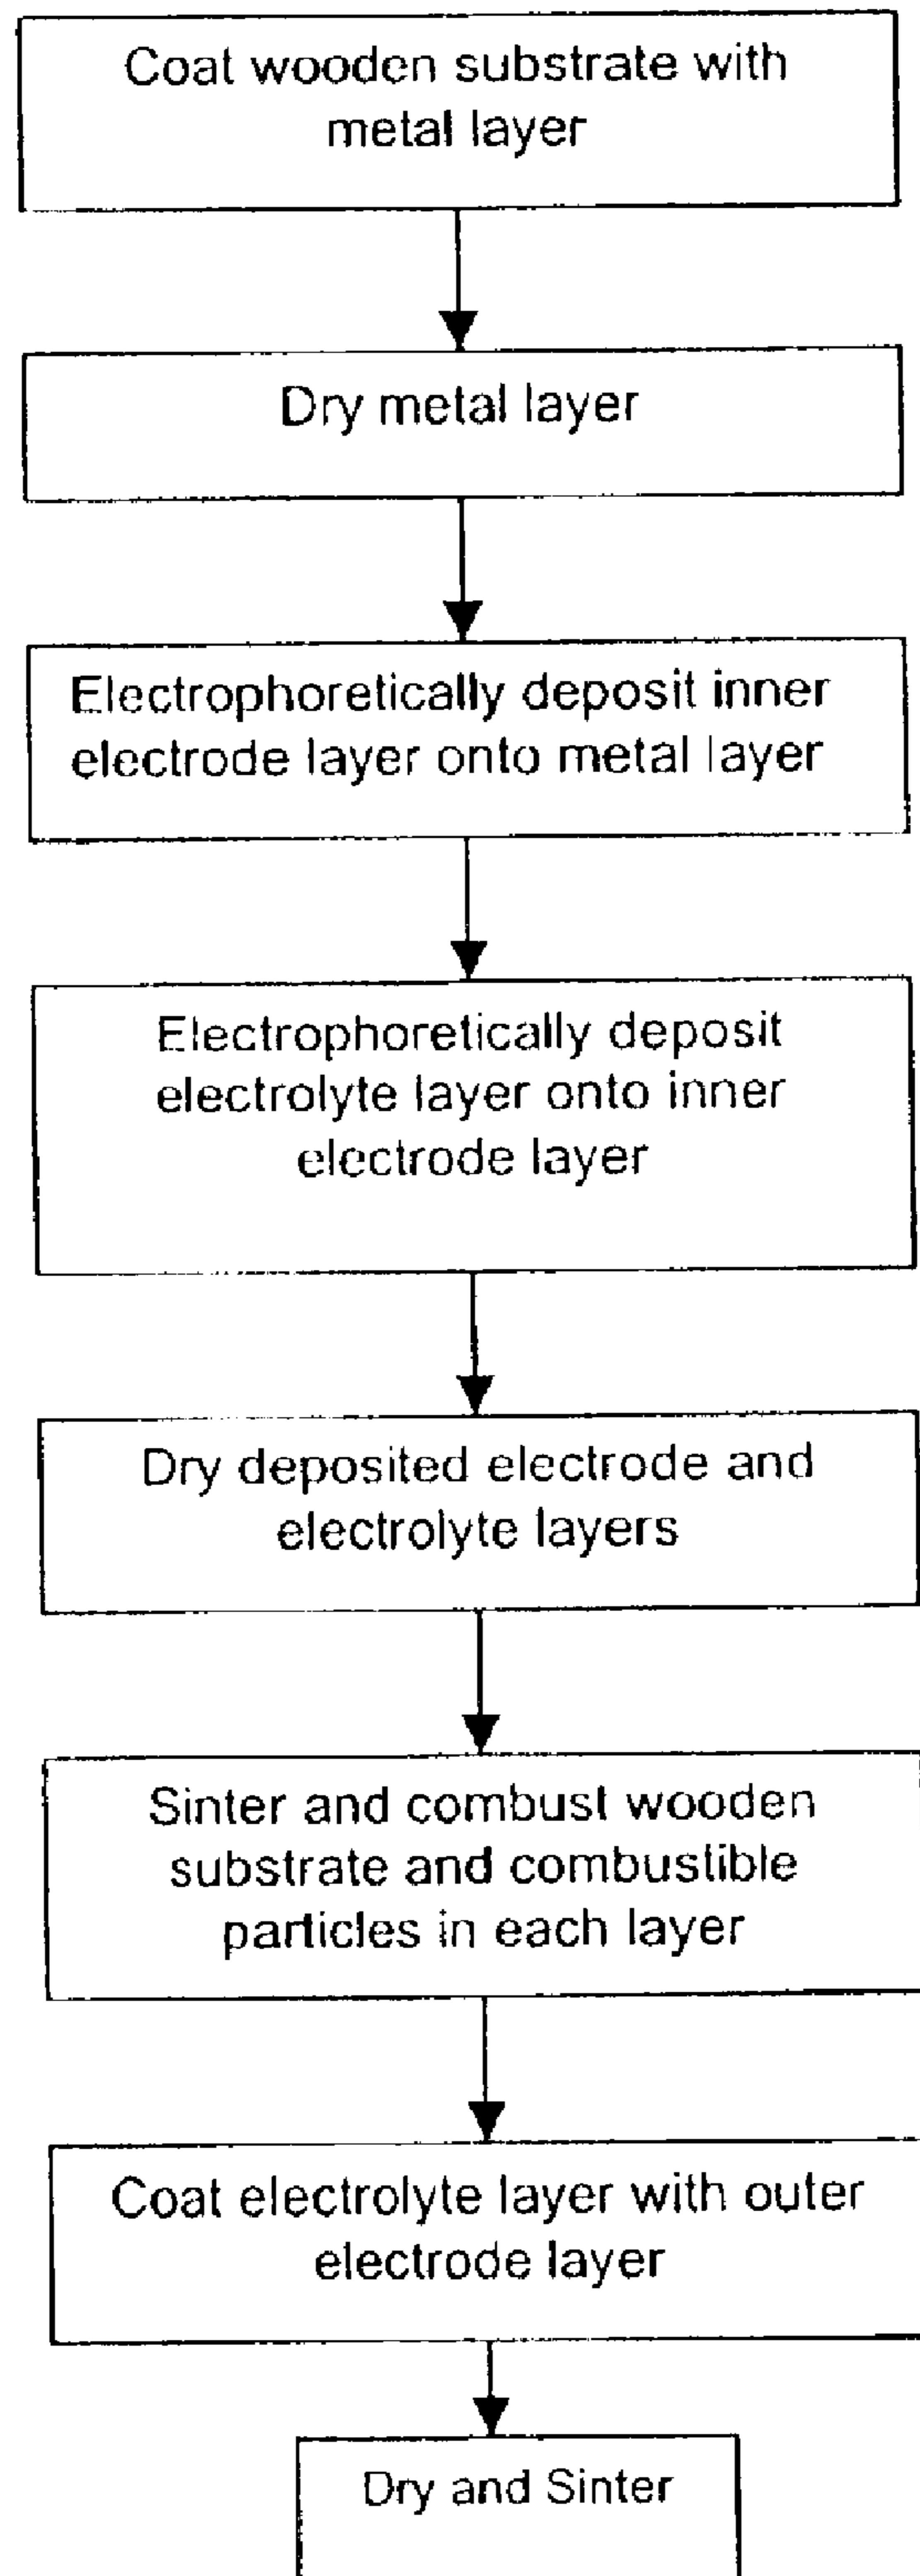 Coat wooden substrate with
metal layer
Dry metal layer
Electrophoretically deposit inner
electrode layer onto metal layer
Electrophoretically deposit
electrolyte layer onto inner
electrode layer
Dry deposited electrode and
electrolyte layers
Sinter and combust wooden
substrate and combustible
particles in each layer
Coat electrolyte layer with outer
electrode layer
Dry and Sinter